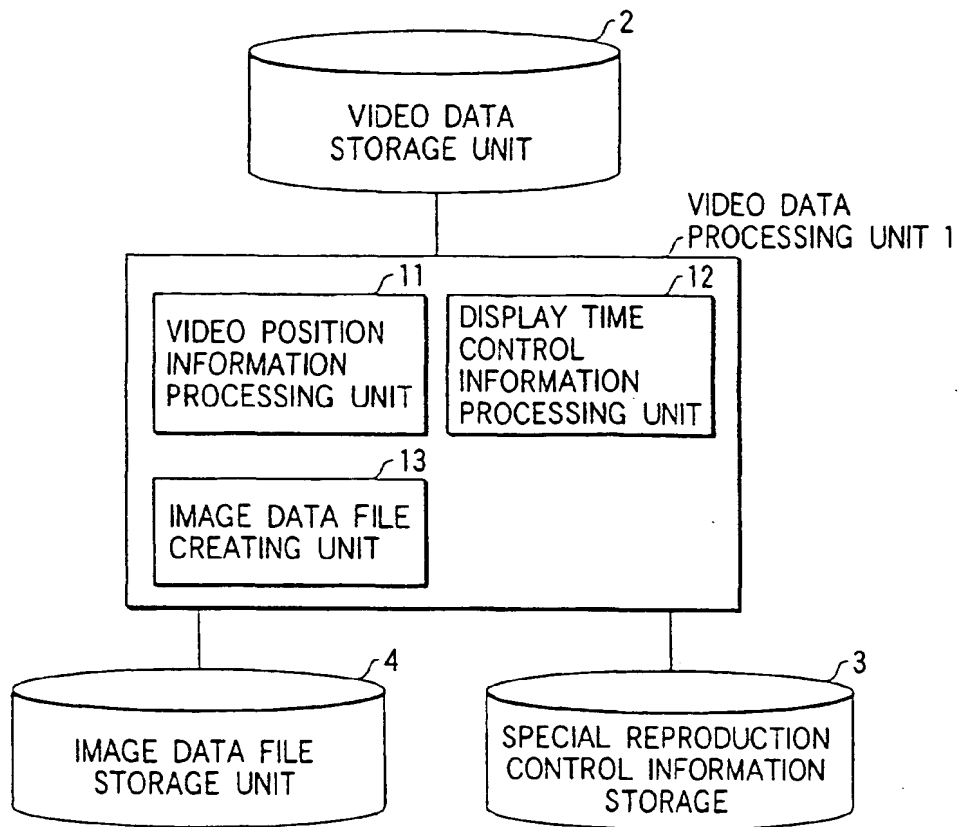 2
VIDEO DATA
STORAGE UNIT
VIDEO DATA
PROCESSING UNIT 1
11
VIDEO POSITION
INFORMATION
PROCESSING UNIT
12
DISPLAY TIME
CONTROL
INFORMATION
PROCESSING UNIT
13
IMAGE DATA FILE
CREATING UNIT
4
IMAGE DATA FILE
STORAGE UNIT
3
SPECIAL REPRODUCTION
CONTROL INFORMATION
STORAGE